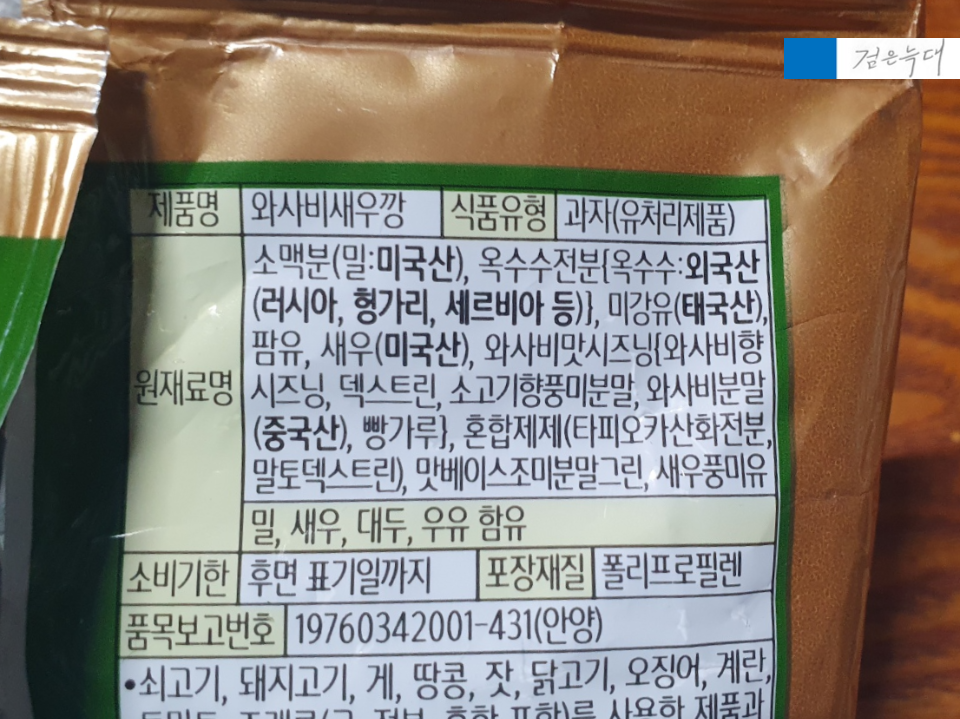 검은늑대
제품명 와사비새우깡 식품유형 과자(유처리제품)
원재료명
소맥분(밀:미국산), 옥수수전분{옥수수:외국산
(러시아, 헝가리, 세르비아 등)}, 미강유(태국산),
팜유, 새우(미국산), 와사비맛시즈닝{와사비향
시즈닝, 덱스트린, 소고기향풍미분말, 와사비분말
(중국산), 빵가루}, 혼합제제(타피오카산화전분,
말토덱스트린), 맛베이스조미분말그린, 새우풍미유
밀, 새우, 대두, 우유 함유
소비기한 후면 표기일까지 포장재질 폴리프로필렌
품목보고번호 19760342001-431(안양)
•쇠고기, 돼지고기, 게, 땅콩, 잣, 닭고기, 오징어, 계란,
사용한 제품과